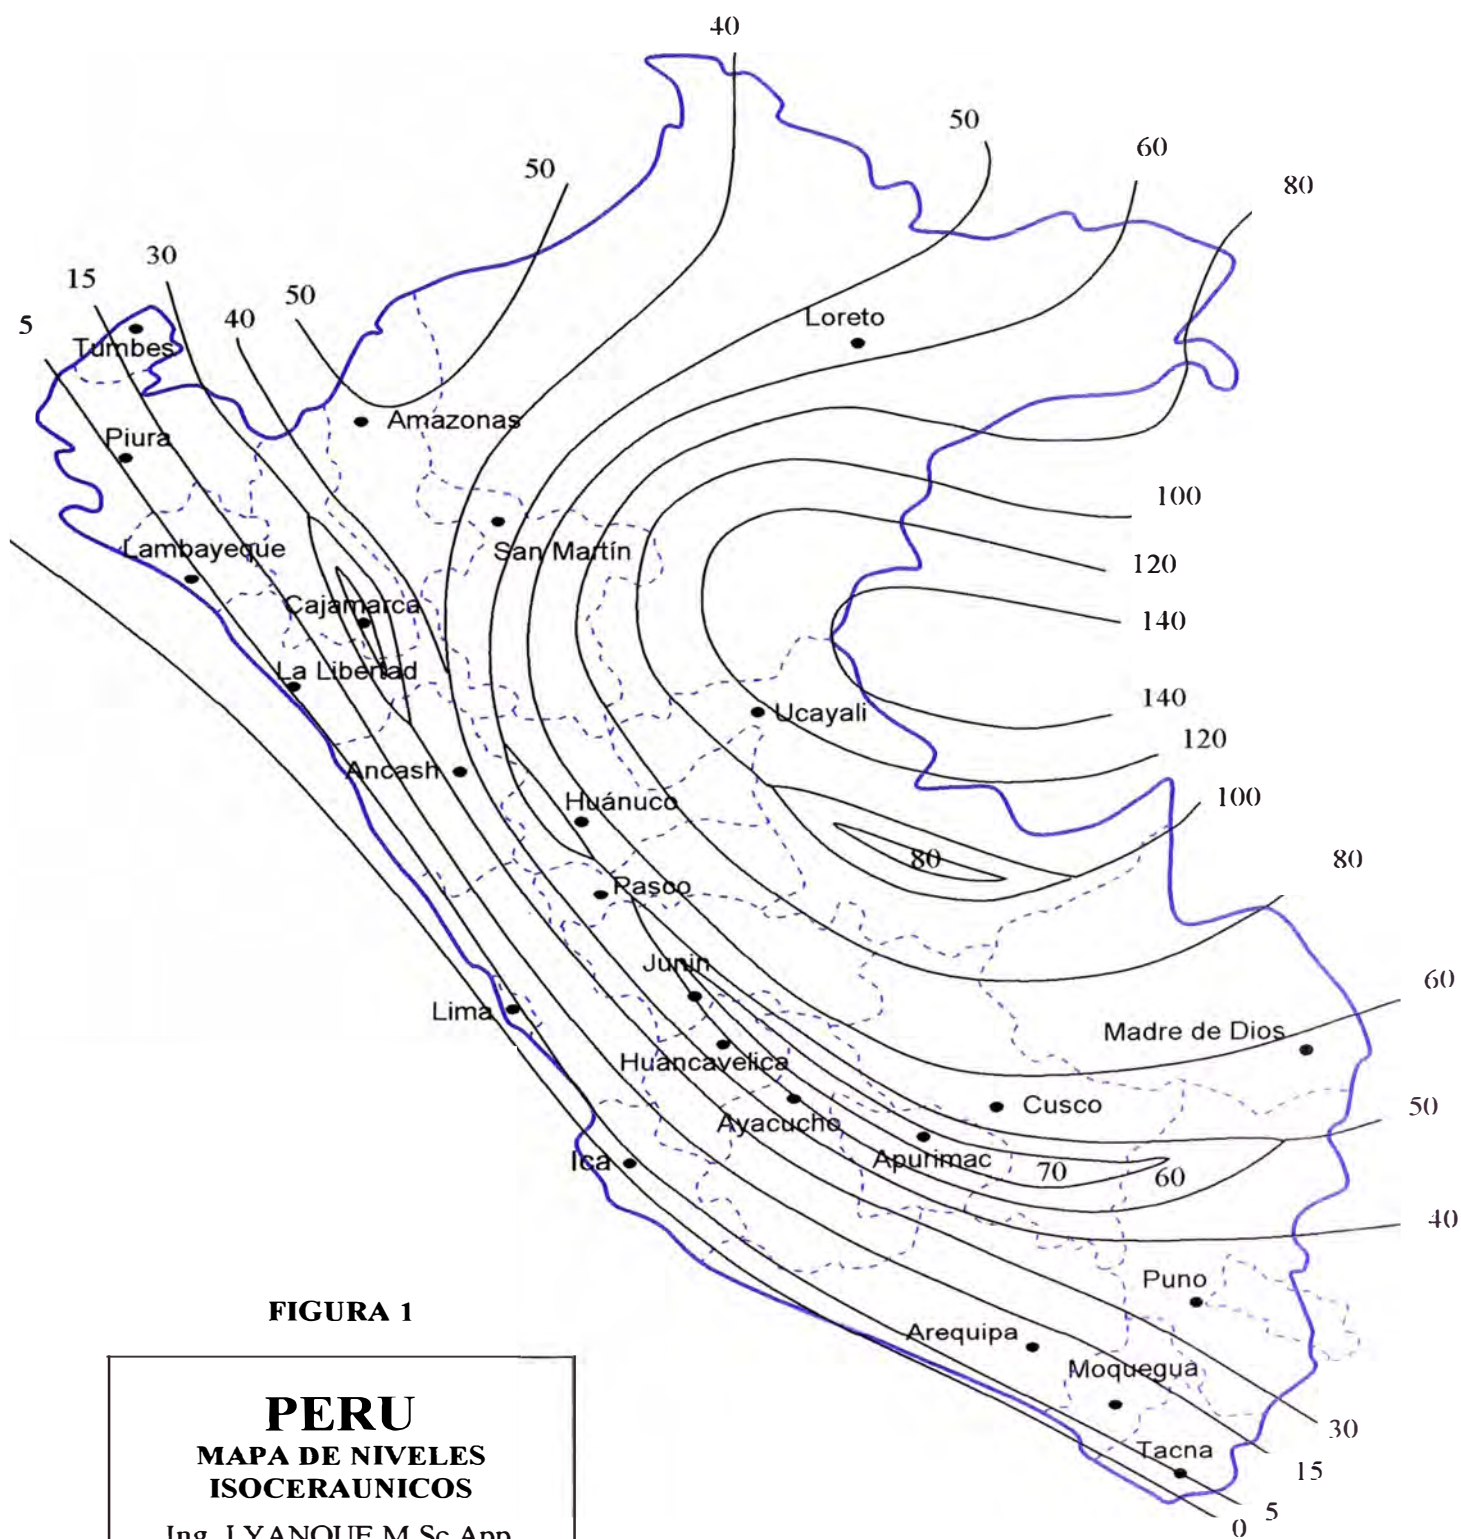 40
50
60
50
80
30
15
50
40
5
Tumbes
Loreto
Amazonas
Piura
100
San Martín
Lambayeque
120
Cajamarca
140
La Libertad
140
Ucayali
120
Ancash
Huánuco
100
80
80
Pasco
Junin
60
Lima
Madre de Dios
Huancavelica
Cusco
50
Ayacucho
Apurimac
Ica
70
60
40
Puno
FIGURA 1
Arequipa
Moquegua
PERU
30
MAPA DE NIVELES
Tacna
15
ISOCERAUNICOS
5
0